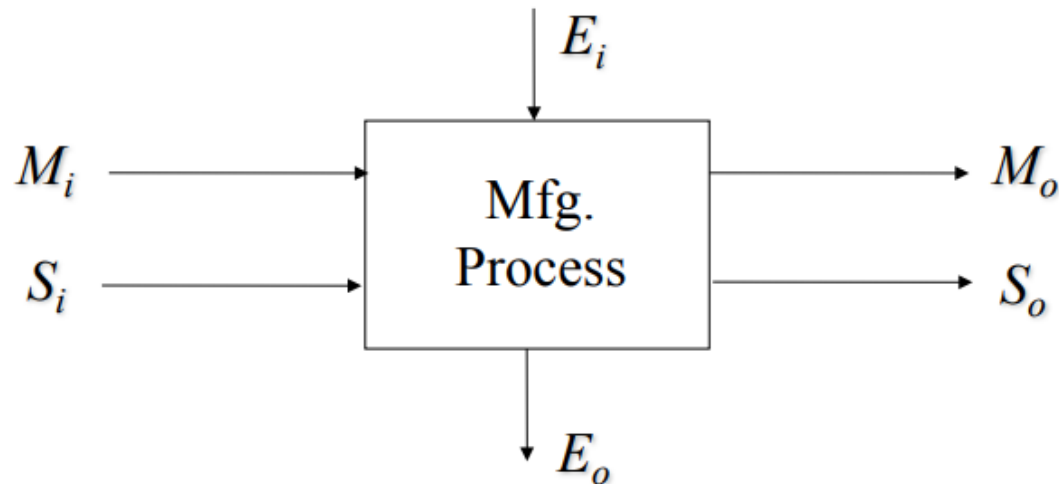 E_i
M_i
Mfg.
M_o
Process
S_i
S_o
E_o